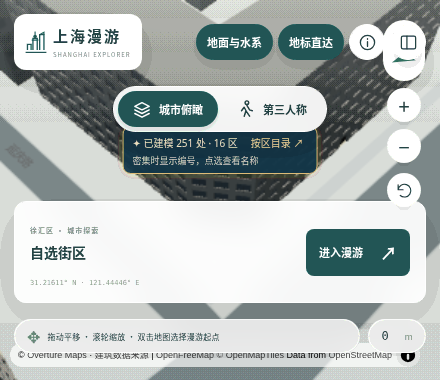 上海漫游
SHANGHAI EXPLORER
地面与水系
地标直达
城市俯瞰
第三人称
✦ 已建模 251 处 · 16 区 按区目录 ↗
密集时显示编号，点选查看名称
徐汇区 · 城市探索
自选街区
31.21611° N · 121.44446° E
进入漫游 ↗
拖动平移 · 滚轮缩放 · 双击地图选择漫游起点
0 m
© Overture Maps · 建筑数据来源 | OpenFreeMap © OpenMapTiles Data from OpenStreetMap